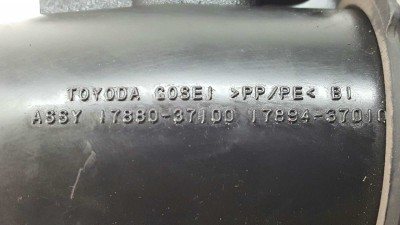 TOYODA GOSEI >PP/PE< B1
ASSY 17880-37100 17894-37010